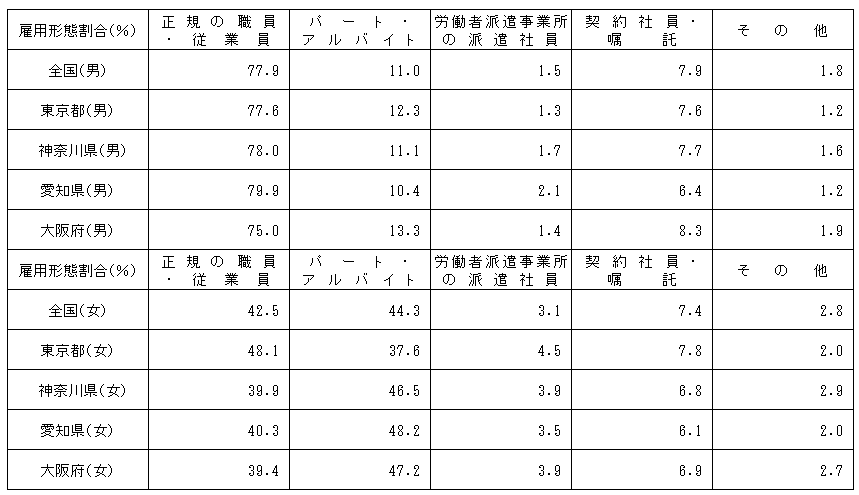 雇用形態割合(%) 正規の職員・従業員 パート・アルバイト 労働者派遣事業所の派遣社員 契約社員・嘱託 その他
全国(男) 77.9 11.0 1.5 7.9 1.8
東京都(男) 77.6 12.3 1.3 7.6 1.2
神奈川県(男) 78.0 11.1 1.7 7.7 1.6
愛知県(男) 79.9 10.4 2.1 6.4 1.2
大阪府(男) 75.0 13.3 1.4 8.3 1.9
雇用形態割合(%) 正規の職員・従業員 パート・アルバイト 労働者派遣事業所の派遣社員 契約社員・嘱託 その他
全国(女) 42.5 44.3 3.1 7.4 2.8
東京都(女) 48.1 37.6 4.5 7.8 2.0
神奈川県(女) 39.9 46.5 3.9 6.8 2.9
愛知県(女) 40.3 48.2 3.5 6.1 2.0
大阪府(女) 39.4 47.2 3.9 6.9 2.7